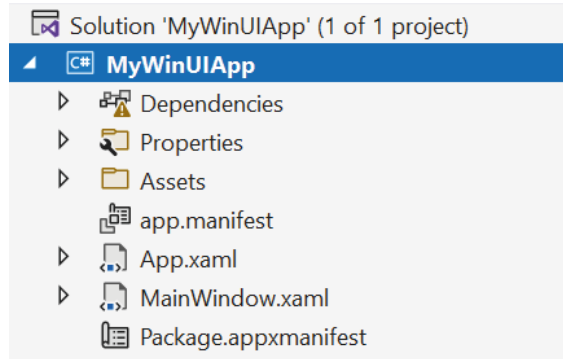 Solution 'MyWinUIApp' (1 of 1 project)
C# MyWinUIApp
Dependencies
Properties
Assets
app.manifest
App.xaml
MainWindow.xaml
Package.appxmanifest